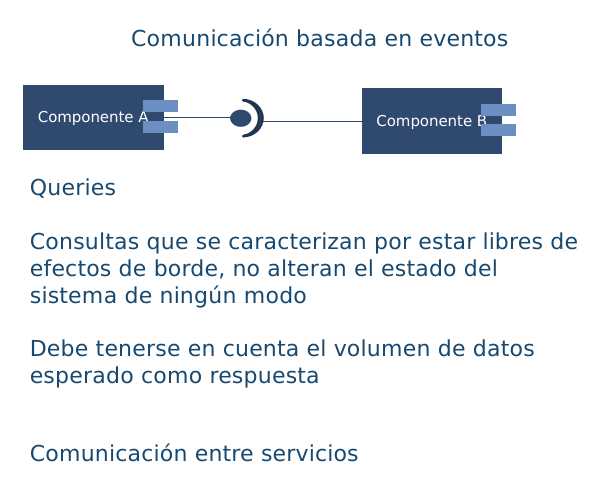 Comunicación basada en eventos
Componente A
Componente B
Queries
Consultas que se caracterizan por estar libres de
efectos de borde, no alteran el estado del
sistema de ningún modo
Debe tenerse en cuenta el volumen de datos
esperado como respuesta
Comunicación entre servicios